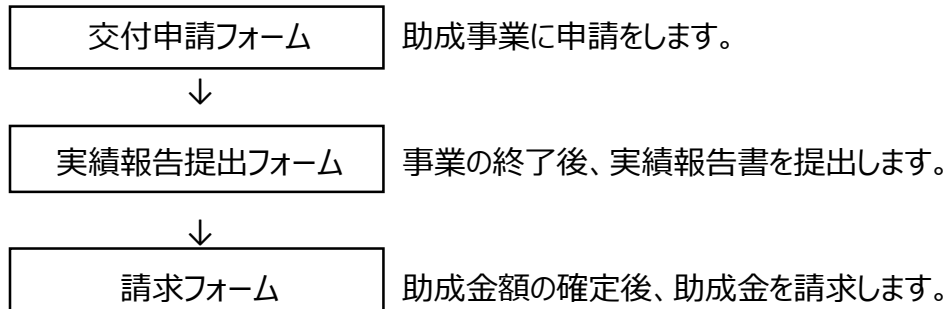 交付申請フォーム 助成事業に申請をします。
↓
実績報告提出フォーム 事業の終了後、実績報告書を提出します。
↓
請求フォーム 助成金額の確定後、助成金を請求します。